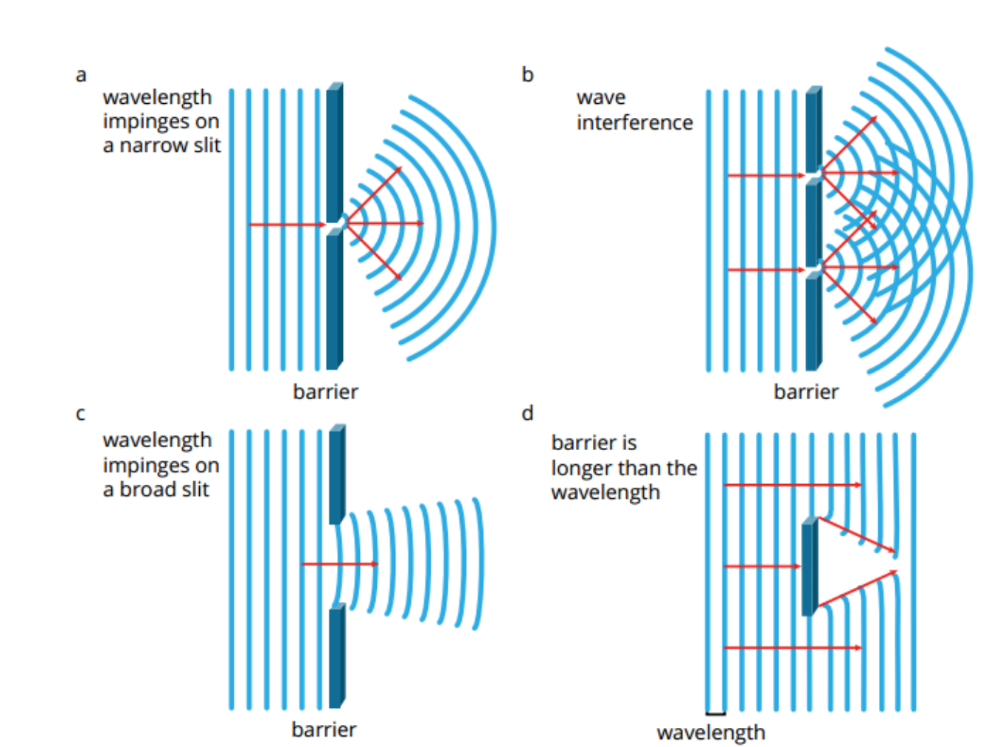 a
wavelength
impinges on
a narrow slit
barrier
b
wave
interference
barrier
c
wavelength
impinges on
a broad slit
barrier
d
barrier is
longer than the
wavelength
wavelength